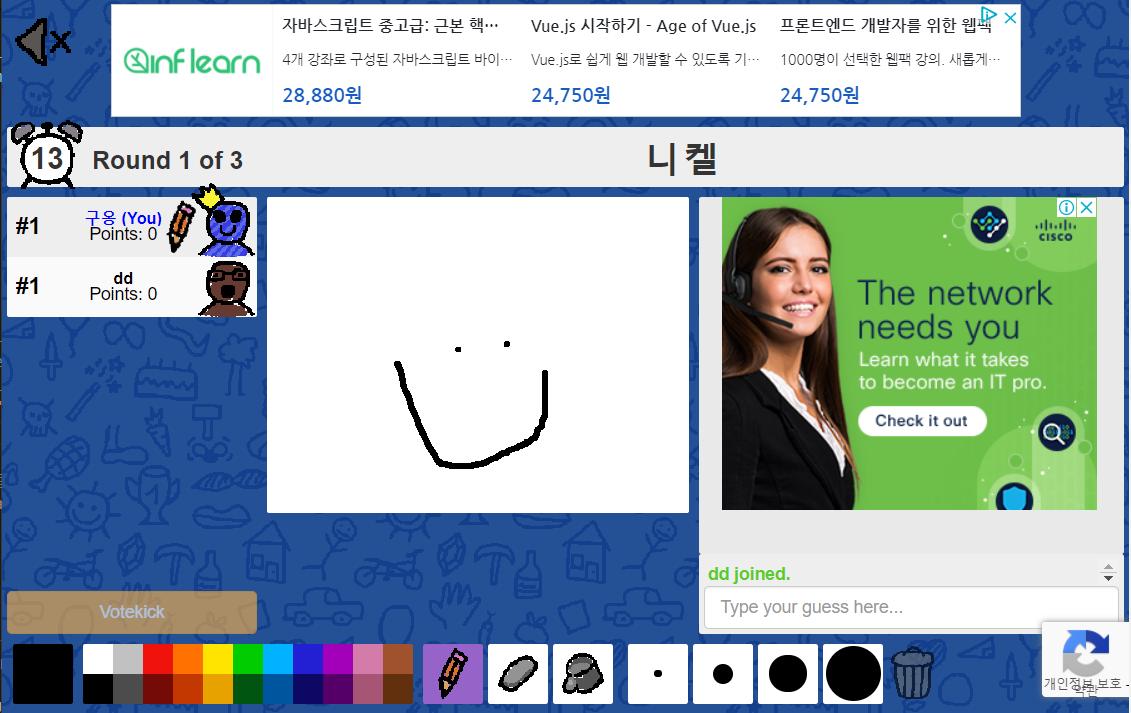 inflearn
자바스크립트 중고급: 근본 핵…
4개 강좌로 구성된 자바스크립트 바이…
28,880원
Vue.js 시작하기 - Age of Vue.js
Vue.js로 쉽게 웹 개발할 수 있도록 기…
24,750원
프론트엔드 개발자를 위한 웹팩
1000명이 선택한 웹팩 강의. 새롭게…
24,750원
13
Round 1 of 3
니켈
#1
구응 (You)
Points: 0
#1
dd
Points: 0
CISCO
The network
needs you
Learn what it takes
to become an IT pro.
Check it out
dd joined.
Type your guess here...
Votekick
개인정보 보호 -
약관